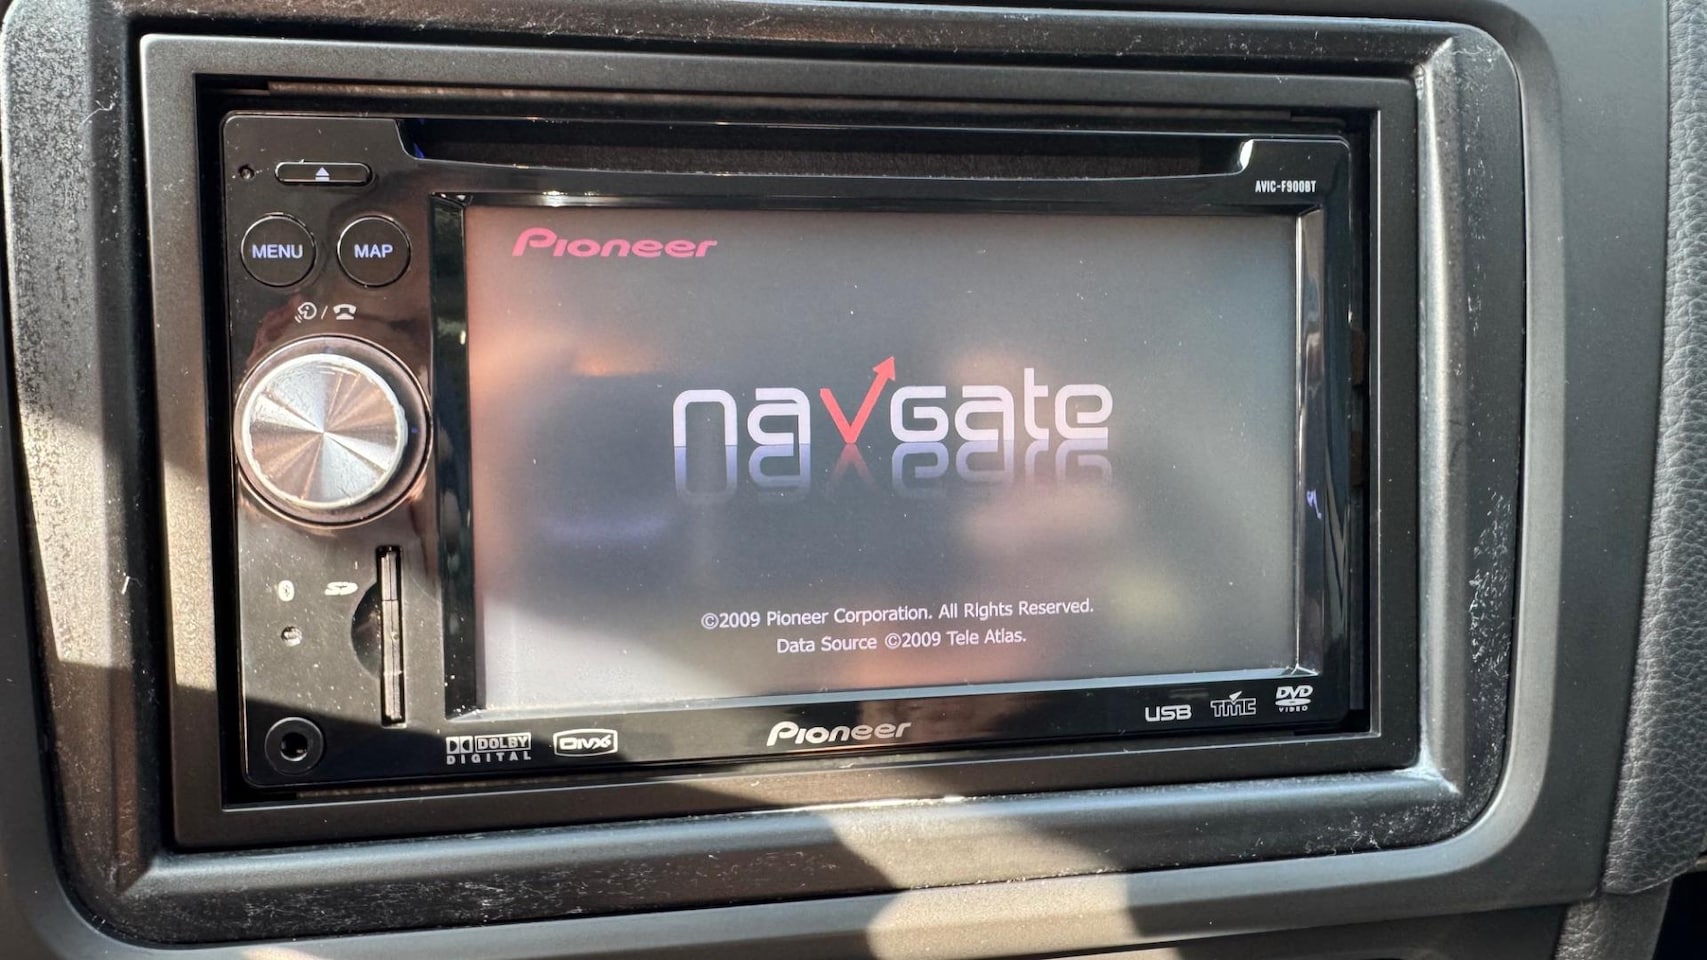 AVIC-F900BT
MENU
MAP
Pioneer
navgate
©2009 Pioneer Corporation. All Rights Reserved.
Data Source ©2009 Tele Atlas.
SD
DOLBY
DIGITAL
DIVX
Pioneer
USB
TMC
DVD
VIDEO